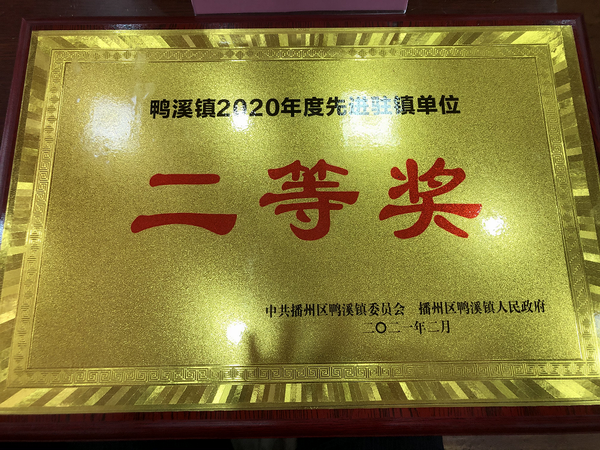 鸭溪镇2020年度先进驻镇单位
二等奖
中共播州区鸭溪镇委员会 播州区鸭溪镇人民政府
二〇二一年二月